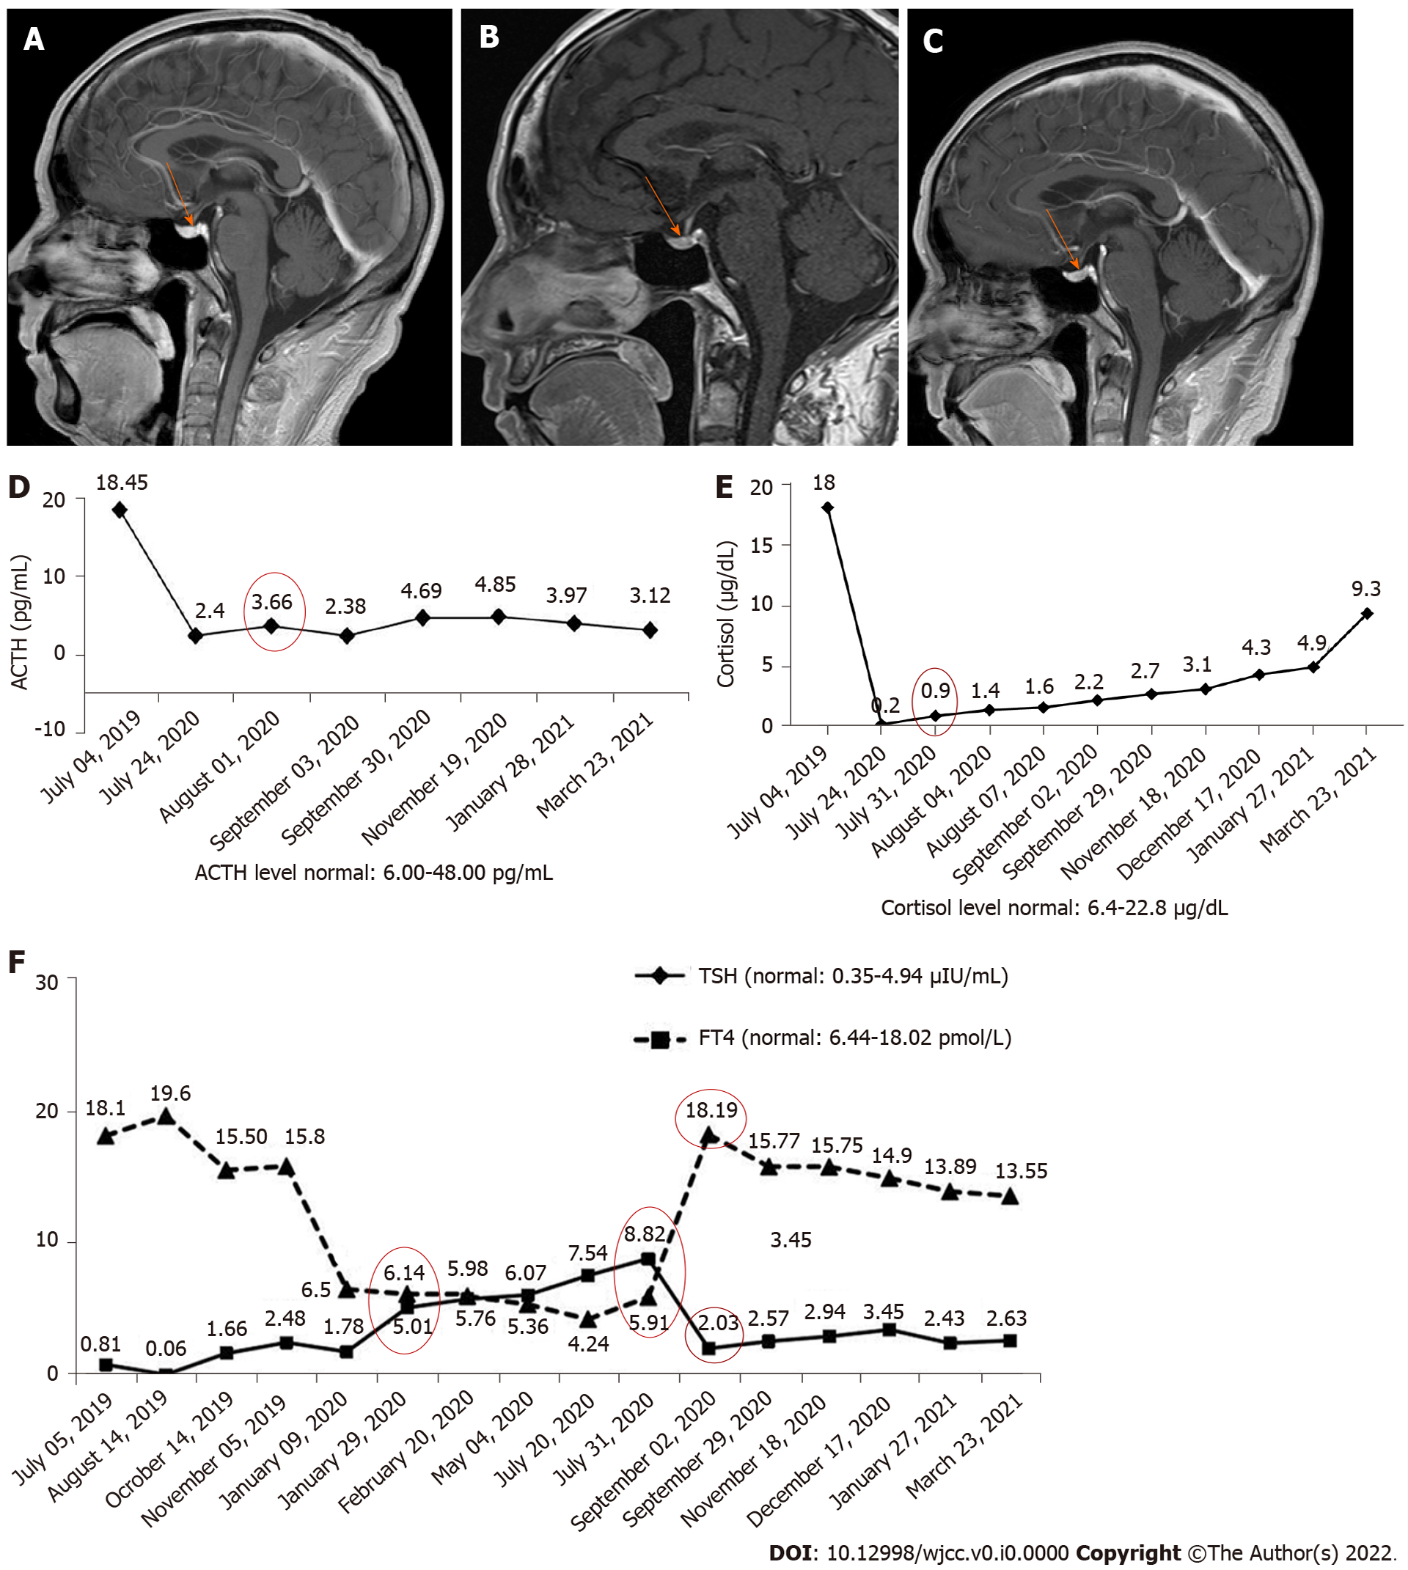 A
B
C
D
18.45
20
10
0
-10
ACTH (pg/mL)
2.4
3.66
2.38
4.69
4.85
3.97
3.12
July 04, 2019
July 24, 2020
August 01, 2020
September 03, 2020
September 30, 2020
November 19, 2020
January 28, 2021
March 23, 2021
ACTH level normal: 6.00-48.00 pg/mL
E
18
20
15
10
5
0
Cortisol (μg/dL)
0.2
0.9
1.4
1.6
2.2
2.7
3.1
4.3
4.9
9.3
July 04, 2019
July 24, 2020
July 31, 2020
August 04, 2020
August 07, 2020
September 02, 2020
September 29, 2020
November 18, 2020
December 17, 2020
January 27, 2021
March 23, 2021
Cortisol level normal: 6.4-22.8 μg/dL
F
30
20
10
0
TSH (normal: 0.35-4.94 μIU/mL)
FT4 (normal: 6.44-18.02 pmol/L)
18.1
19.6
15.50
15.8
6.5
6.14
5.98
5.36
4.24
5.91
18.19
15.77
15.75
14.9
13.89
13.55
3.45
0.81
0.06
1.66
2.48
1.78
5.01
5.76
6.07
7.54
8.82
2.03
2.57
2.94
3.45
2.43
2.63
July 05, 2019
August 14, 2019
Ocrober 14, 2019
November 05, 2019
January 09, 2020
January 29, 2020
February 20, 2020
May 04, 2020
July 20, 2020
July 31, 2020
September 02, 2020
September 29, 2020
November 18, 2020
December 17, 2020
January 27, 2021
March 23, 2021
DOI: 10.12998/wjcc.v0.i0.0000 Copyright ©The Author(s) 2022.